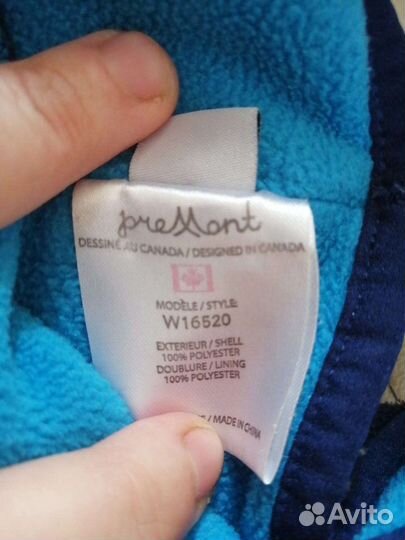 preMont
DESSINÉ AU CANADA / DESIGNED IN CANADA
MODÈLE / STYLE:
W16520
EXTERIEUR / SHELL
100% POLYESTER
DOUBLURE / LINING
100% POLYESTER
/ MADE IN CHINA
Avito